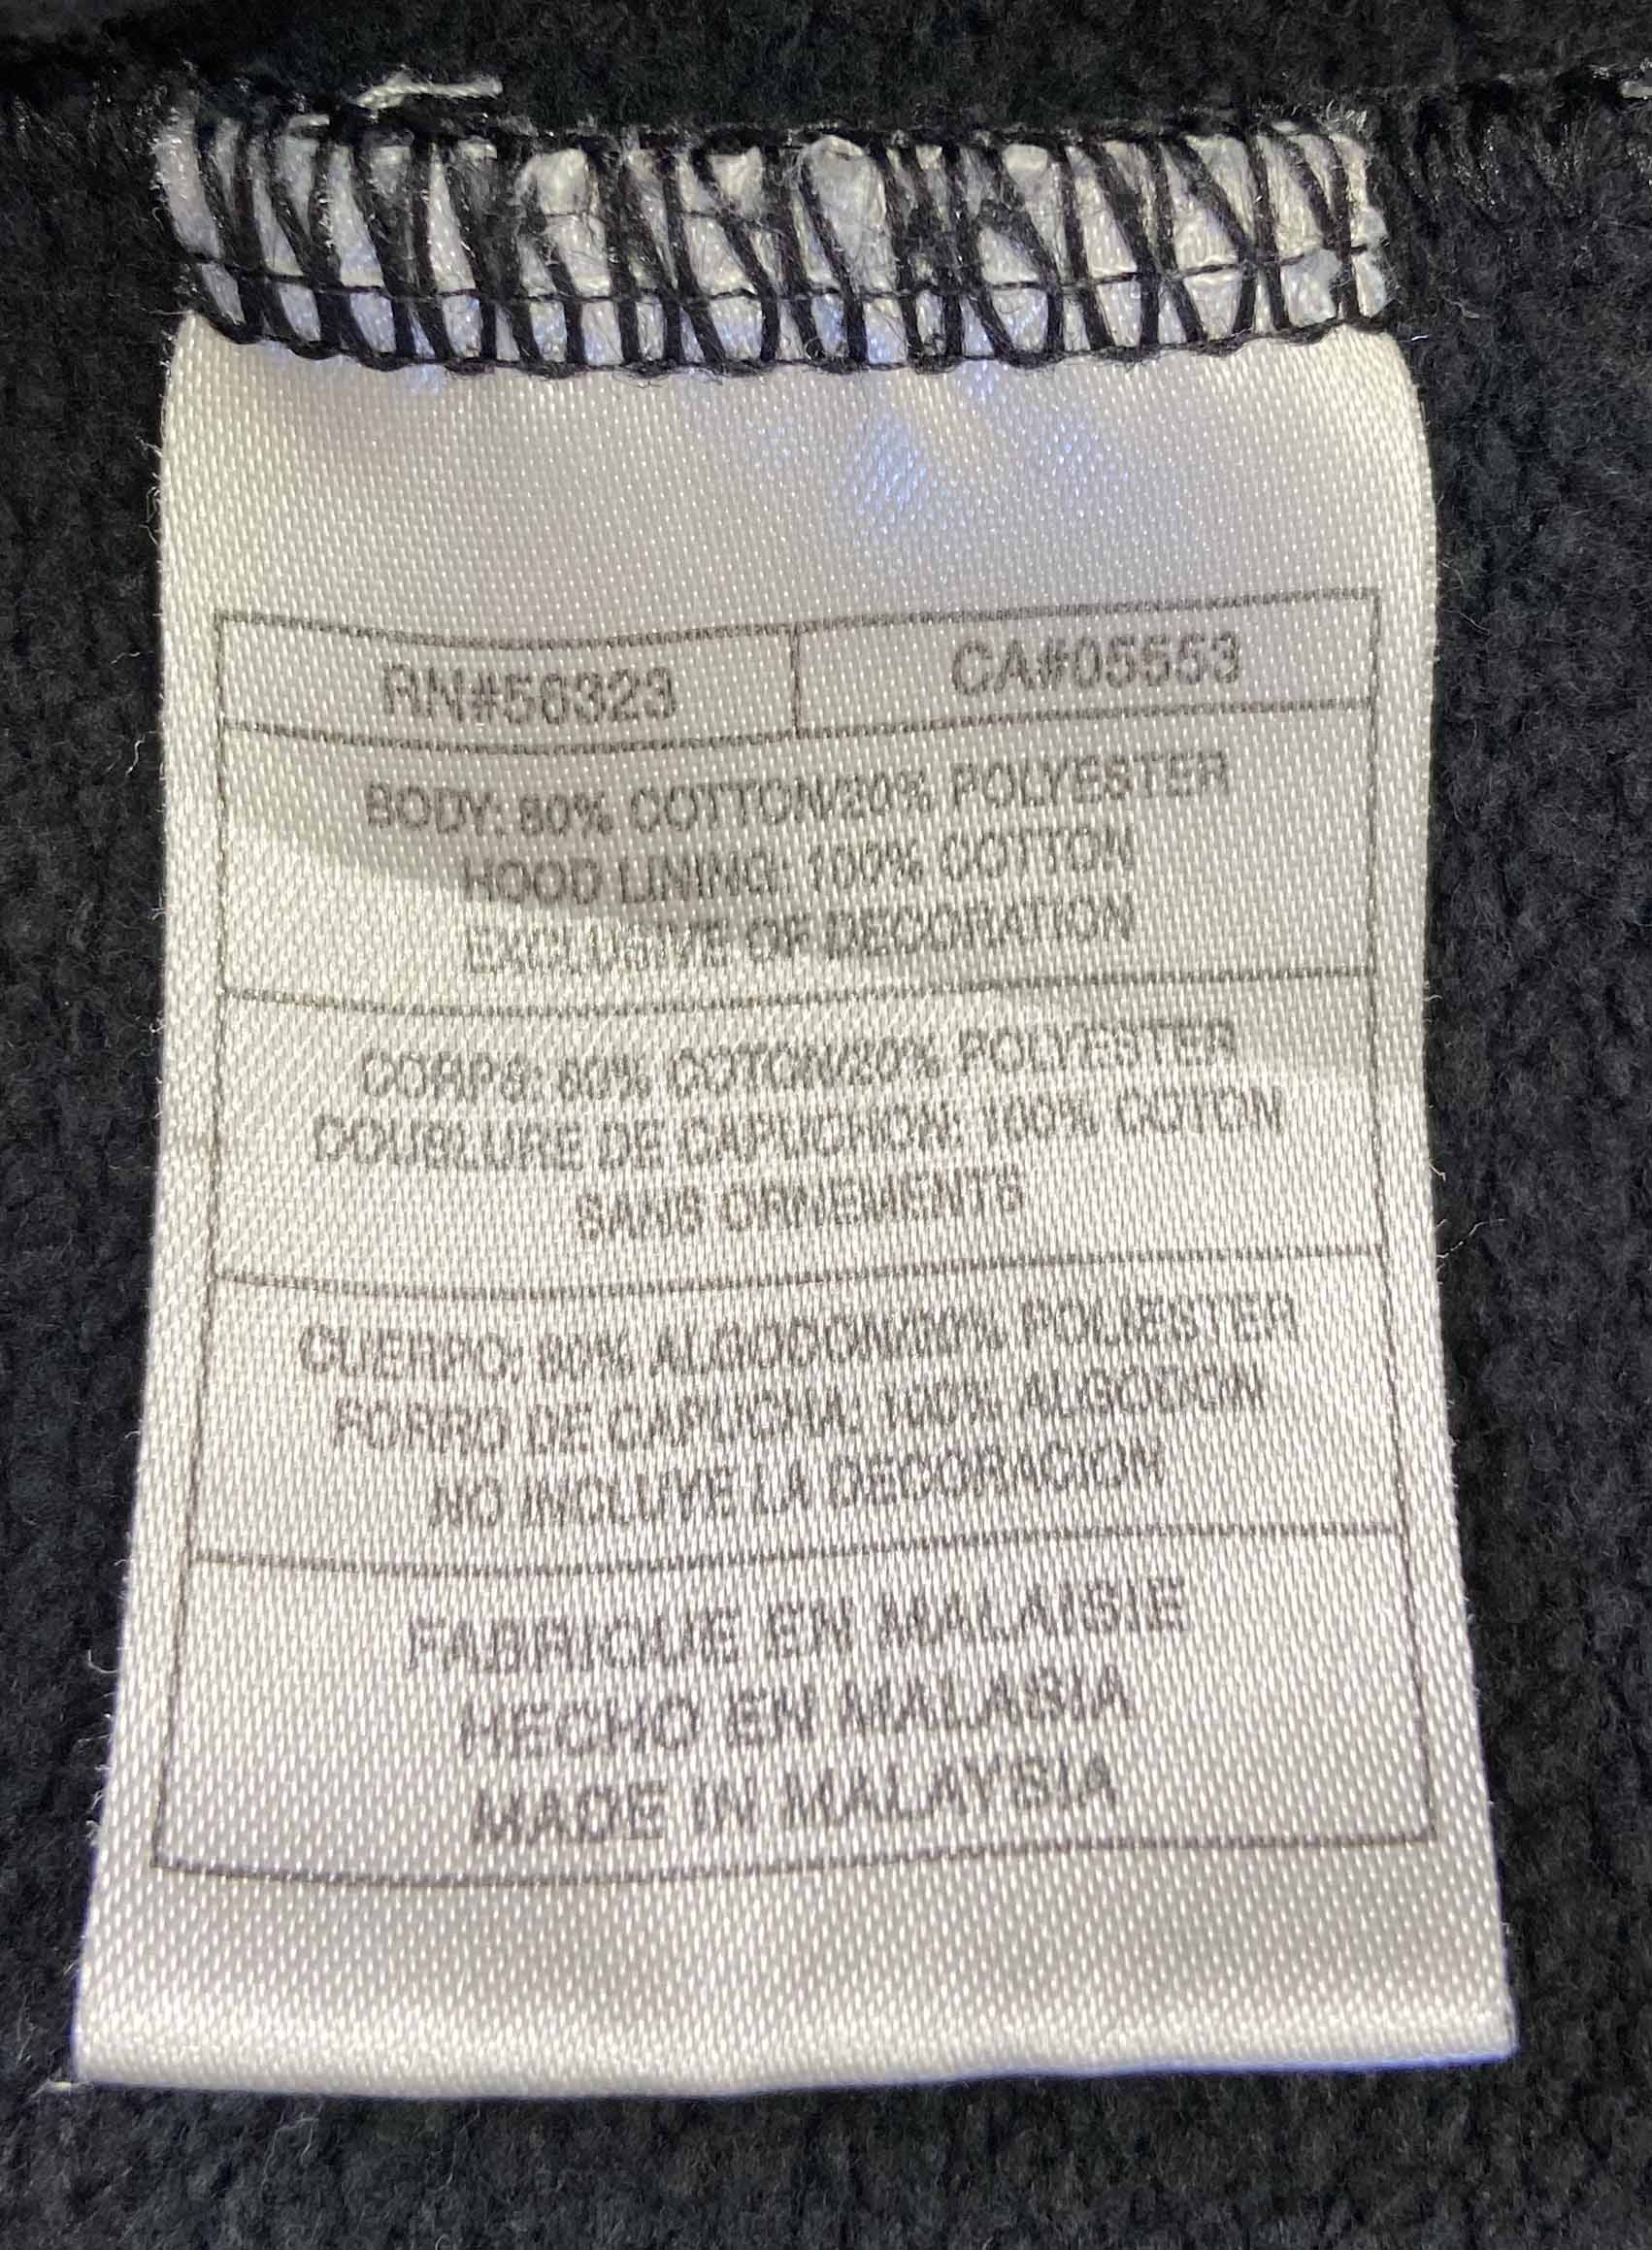 RN#56323 CA#05553
BODY: 80% COTTON/20% POLYESTER
HOOD LINING: 100% COTTON
EXCLUSIVE OF DECORATION
CORPS: 80% COTON/20% POLYESTER
DOUBLURE DE CAPUCHON: 100% COTON
SANS ORNEMENTS
CUERPO: 80% ALGODON/20% POLIESTER
FORRO DE CAPUCHA: 100% ALGODON
NO INCLUYE LA DECORACION
FABRIQUE EN MALAISIE
HECHO EN MALASIA
MADE IN MALAYSIA